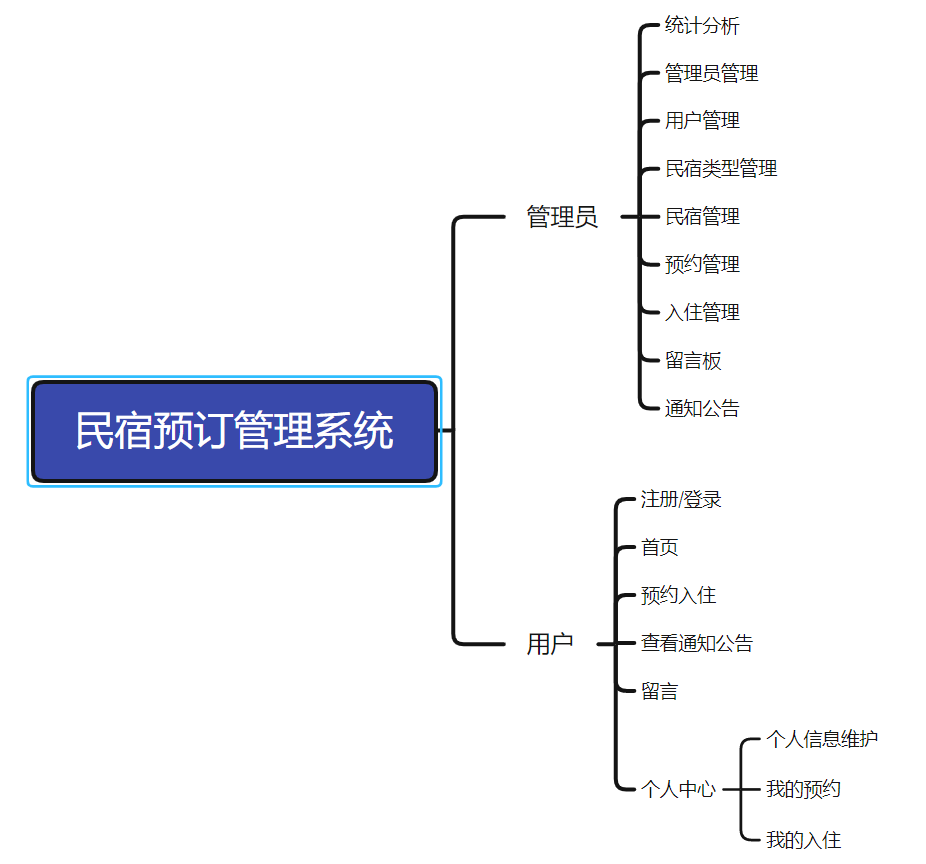 民宿预订管理系统
管理员
统计分析
管理员管理
用户管理
民宿类型管理
民宿管理
预约管理
入住管理
留言板
通知公告
用户
注册/登录
首页
预约入住
查看通知公告
留言
个人中心
个人信息维护
我的预约
我的入住